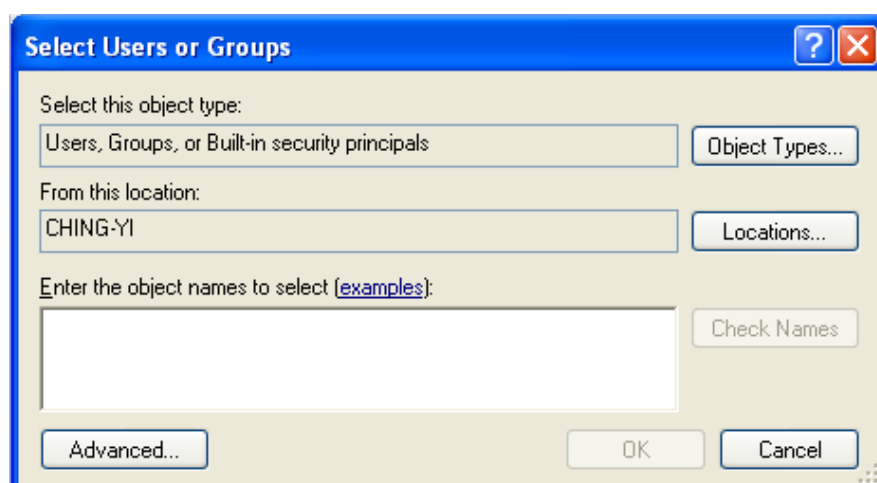 Select Users or Groups
Select this object type:
Users, Groups, or Built-in security principals
Object Types...
From this location:
CHING-YI
Locations...
Enter the object names to select (examples):
Check Names
Advanced...
OK
Cancel